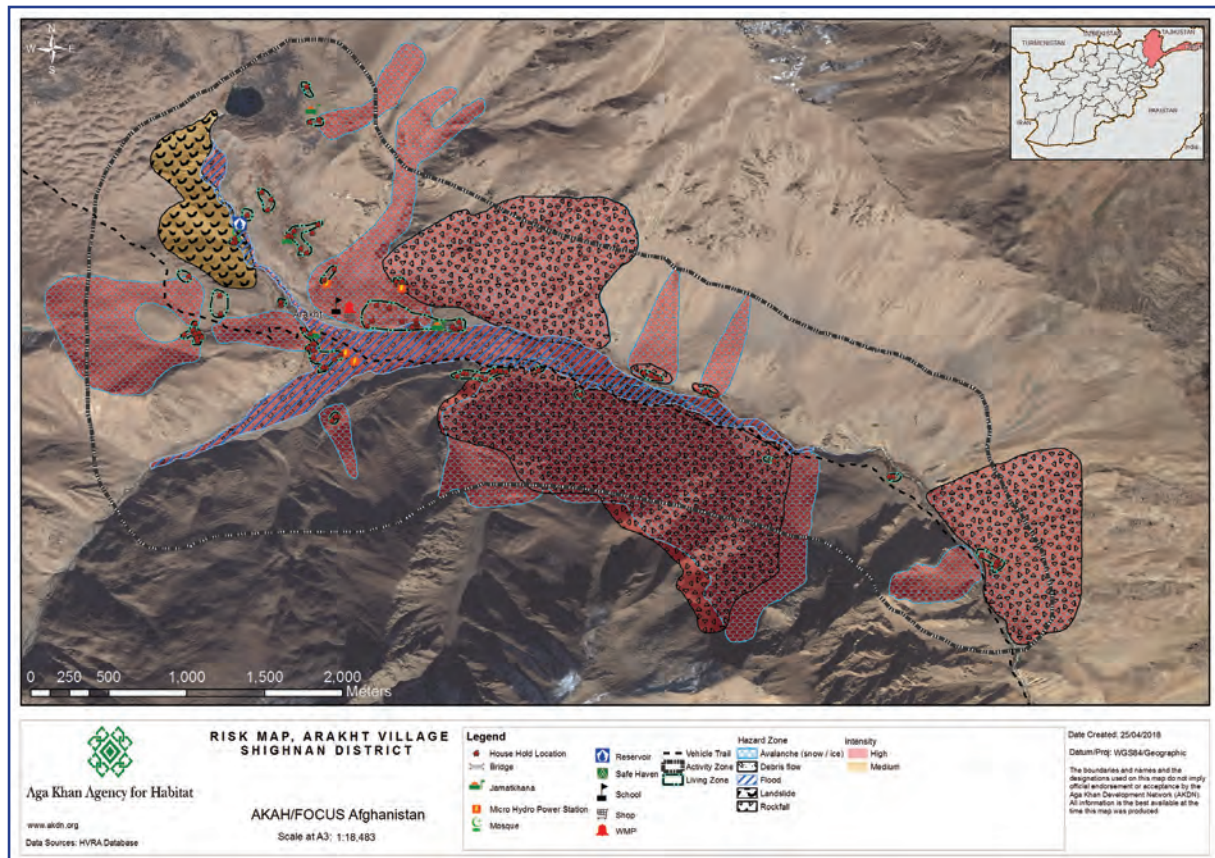 N
W E
S
TURMENISTAN
TAJIKISTAN
PAKISTAN
India
Arakht
0 250 500 1,000 1,500 2,000
Meters
Aga Khan Agency for Habitat
www.akdn.org
Data Sources: HVRA Database
RISK MAP, ARAKHT VILLAGE
SHIGHNAN DISTRICT
AKAH/FOCUS Afghanistan
Scale at A3: 1:18,483
Legend
House Hold Location
Bridge
Jamatkhana
Micro Hydro Power Station
Mosque
Reservoir
Safe Haven
School
Shop
WMP
Vehicle Trail
Activity Zone
Living Zone
Hazard Zone
Avalanche (snow / ice)
Debris flow
Flood
Landslide
Rockfall
Intensity
High
Medium
Date Created: 25/04/2018
Datum/Proj: WGS84/Geographic
The boundaries and names and the
designations used on this map do not imply
official endorsement or acceptance by the
Aga Khan Development Network (AKDN).
All information is the best available at the
time this map was produced